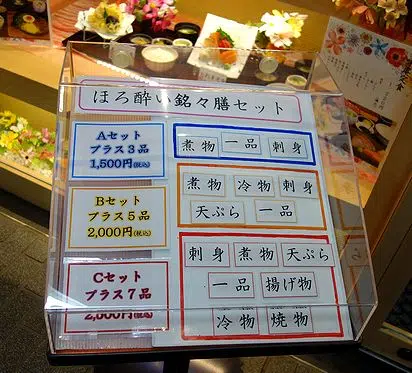 ほろ酔い銘々膳セット
Aセット
プラス3品
1,500円(税込)
煮物 一品 刺身
Bセット
プラス5品
2,000円(税込)
煮物 冷物 刺身
天ぷら 一品
Cセット
プラス7品
2,500円(税込)
刺身 煮物 天ぷら
一品 揚げ物
冷物 焼物